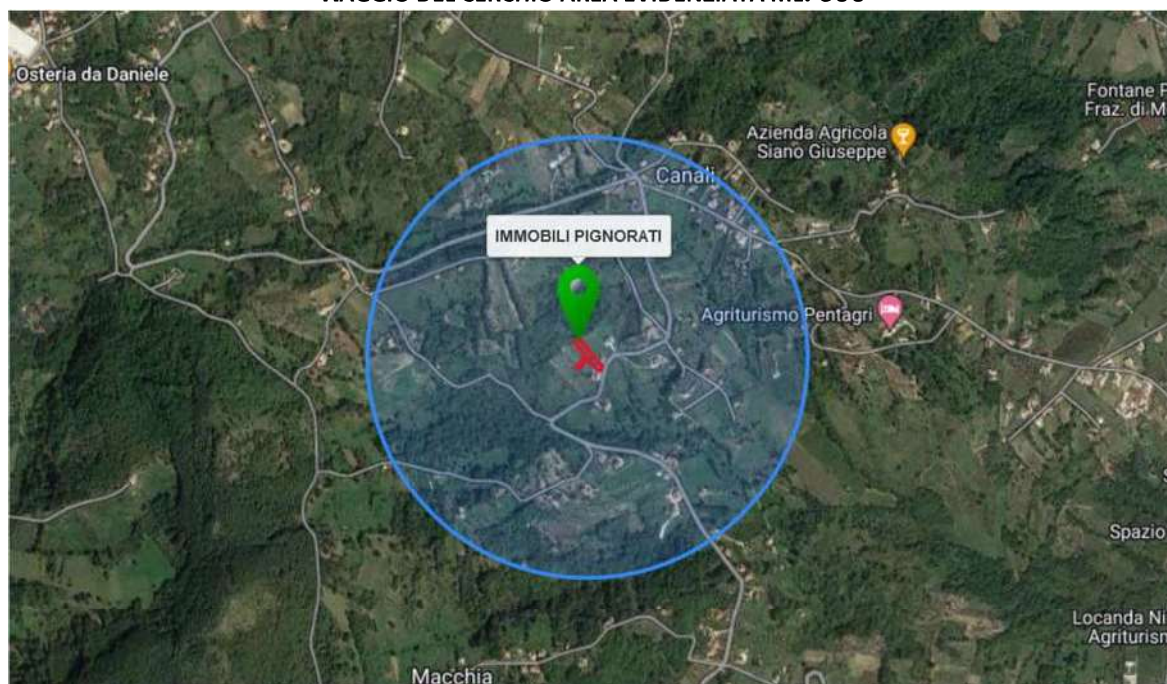 Osteria da Daniele
Fontane F
Fraz. di M
Azienda Agricola
Siano Giuseppe
Canali
IMMOBILI PIGNORATI
Agriturismo Pentagri
Spazio
Locanda Ni
Agriturism
Macchia